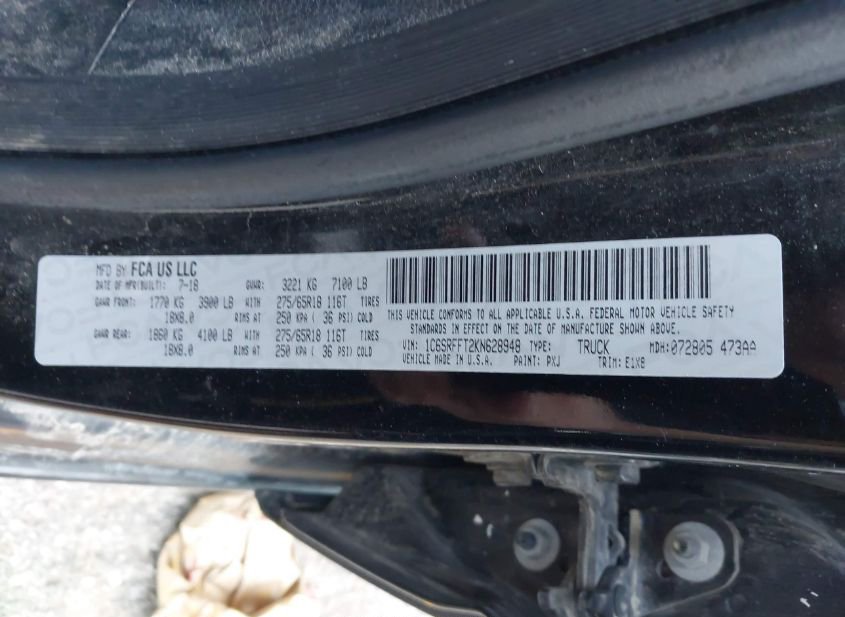 MFD BY FCA US LLC
DATE OF MFR(BUILT): 7-18 GVWR: 3221 KG 7100 LB
GAWR FRONT: 1770 KG 3900 LB WITH 275/65R18 116T TIRES
18X8.0 RIMS AT 250 KPA ( 36 PSI) COLD
GAWR REAR: 1860 KG 4100 LB WITH 275/65R18 116T TIRES
18X8.0 RIMS AT 250 KPA ( 36 PSI) COLD
THIS VEHICLE CONFORMS TO ALL APPLICABLE U.S.A. FEDERAL MOTOR VEHICLE SAFETY
STANDARDS IN EFFECT ON THE DATE OF MANUFACTURE SHOWN ABOVE.
VIN: 1C6SRFFT2KN628948 TYPE: TRUCK MDH: 072805 473AA
VEHICLE MADE IN U.S.A. PAINT: PXJ TRIM: E1X8